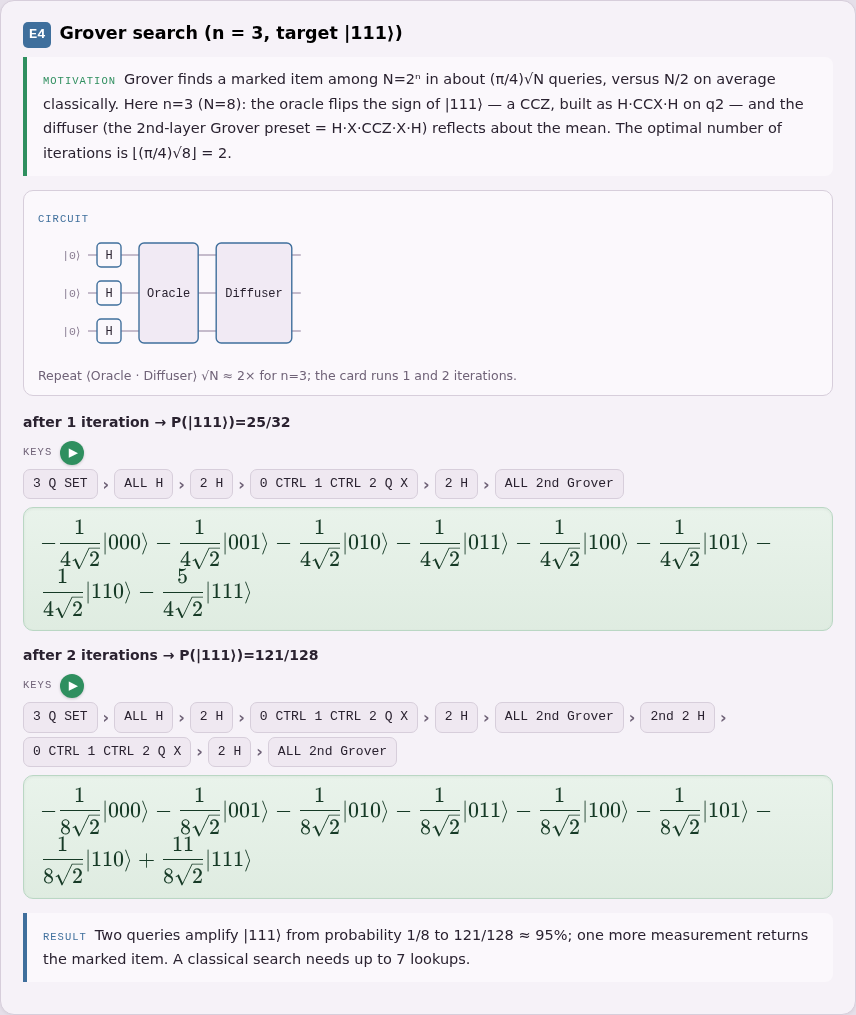 E4 Grover search (n = 3, target |111⟩)
MOTIVATION Grover finds a marked item among N=2ⁿ in about (π/4)√N queries, versus N/2 on average
classically. Here n=3 (N=8): the oracle flips the sign of |111⟩ — a CCZ, built as H·CCX·H on q2 — and the
diffuser (the 2nd-layer Grover preset = H·X·CCZ·X·H) reflects about the mean. The optimal number of
iterations is ⌊(π/4)√8⌋ = 2.
CIRCUIT
|0⟩ H
|0⟩ H Oracle Diffuser
|0⟩ H
Repeat (Oracle · Diffuser) √N ≈ 2× for n=3; the card runs 1 and 2 iterations.
after 1 iteration → P(|111⟩)=25/32
KEYS
3 Q SET › ALL H › 2 H › 0 CTRL 1 CTRL 2 Q X › 2 H › ALL 2nd Grover
−1/(4√2)|000⟩ − 1/(4√2)|001⟩ − 1/(4√2)|010⟩ − 1/(4√2)|011⟩ − 1/(4√2)|100⟩ − 1/(4√2)|101⟩ −
1/(4√2)|110⟩ − 5/(4√2)|111⟩
after 2 iterations → P(|111⟩)=121/128
KEYS
3 Q SET › ALL H › 2 H › 0 CTRL 1 CTRL 2 Q X › 2 H › ALL 2nd Grover › 2nd 2 H ›
0 CTRL 1 CTRL 2 Q X › 2 H › ALL 2nd Grover
−1/(8√2)|000⟩ − 1/(8√2)|001⟩ − 1/(8√2)|010⟩ − 1/(8√2)|011⟩ − 1/(8√2)|100⟩ − 1/(8√2)|101⟩ −
1/(8√2)|110⟩ + 11/(8√2)|111⟩
RESULT Two queries amplify |111⟩ from probability 1/8 to 121/128 ≈ 95%; one more measurement returns
the marked item. A classical search needs up to 7 lookups.